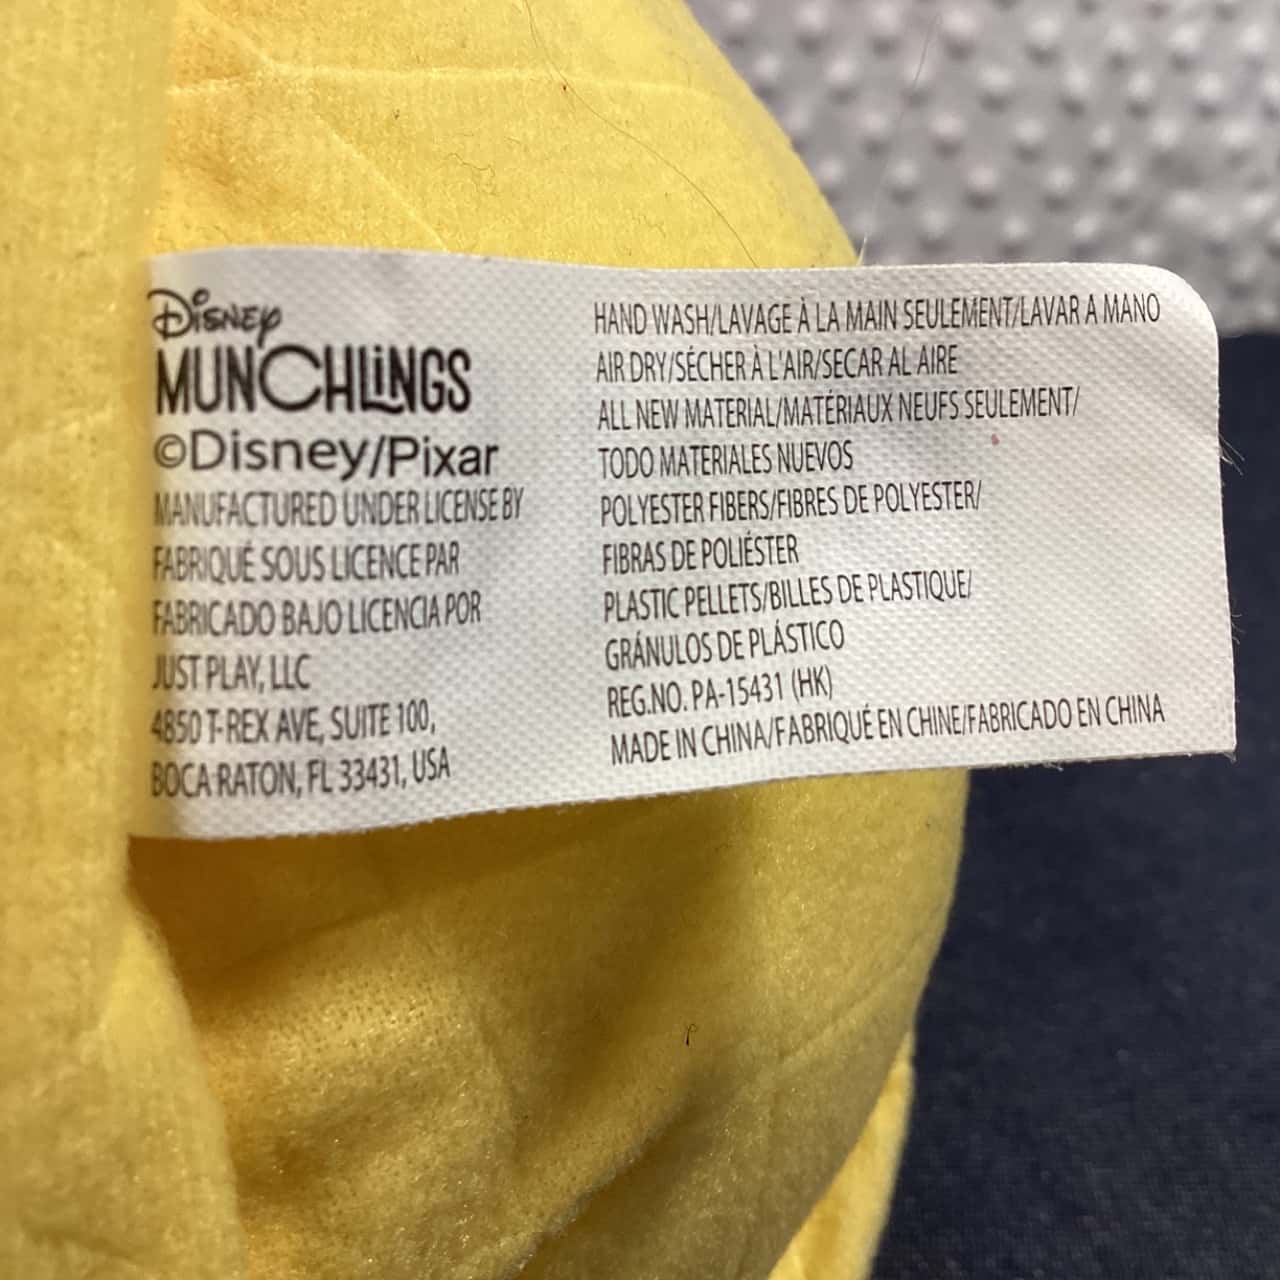 Disney
MUNCHLiNGS
©Disney/Pixar
MANUFACTURED UNDER LICENSE BY
FABRIQUÉ SOUS LICENCE PAR
FABRICADO BAJO LICENCIA POR
JUST PLAY, LLC
4850 T-REX AVE, SUITE 100,
BOCA RATON, FL 33431, USA
HAND WASH/LAVAGE À LA MAIN SEULEMENT/LAVAR A MANO
AIR DRY/SÉCHER À L'AIR/SECAR AL AIRE
ALL NEW MATERIAL/MATÉRIAUX NEUFS SEULEMENT/
TODO MATERIALES NUEVOS
POLYESTER FIBERS/FIBRES DE POLYESTER/
FIBRAS DE POLIÉSTER
PLASTIC PELLETS/BILLES DE PLASTIQUE/
GRÁNULOS DE PLÁSTICO
REG.NO. PA-15431 (HK)
MADE IN CHINA/FABRIQUÉ EN CHINE/FABRICADO EN CHINA